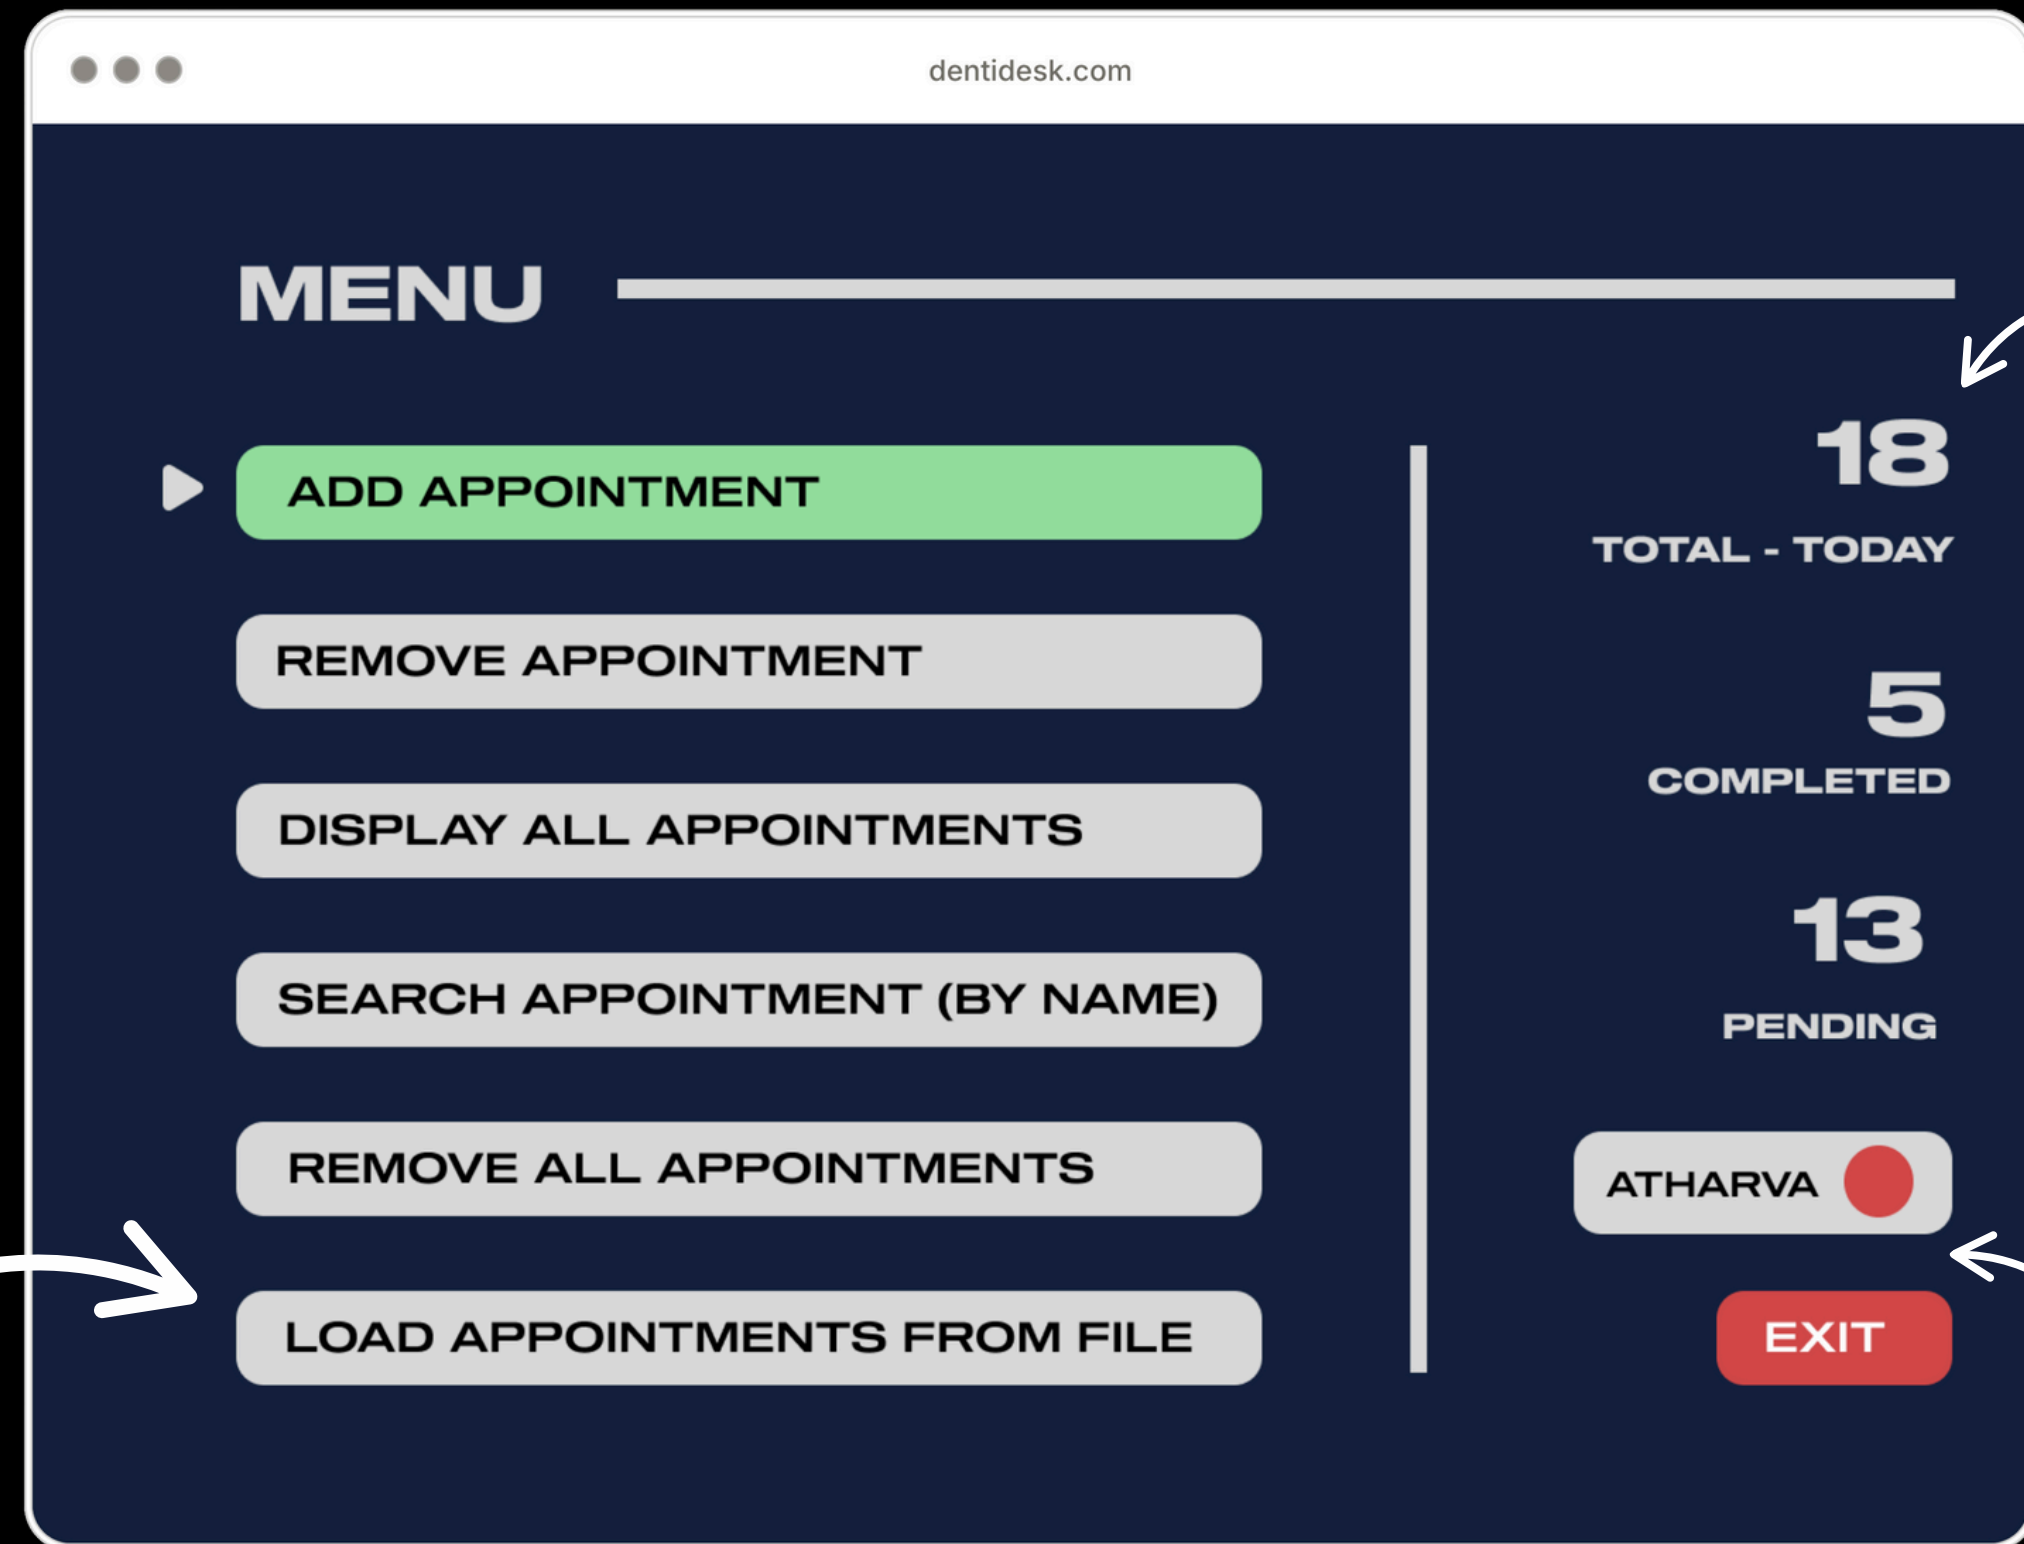 dentidesk.com
MENU
ADD APPOINTMENT
REMOVE APPOINTMENT
DISPLAY ALL APPOINTMENTS
SEARCH APPOINTMENT (BY NAME)
REMOVE ALL APPOINTMENTS
LOAD APPOINTMENTS FROM FILE
18
TOTAL - TODAY
5
COMPLETED
13
PENDING
ATHARVA
EXIT